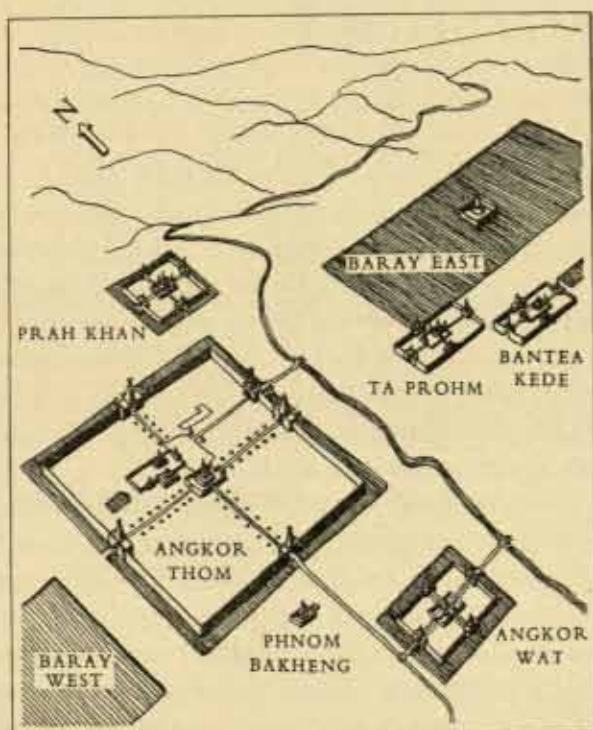 N
BARAY EAST
PRAH KHAN
TA PROHM
BANTEA
KEDE
ANGKOR
THOM
PHNOM
BAKHENG
ANGKOR
WAT
BARAY
WEST